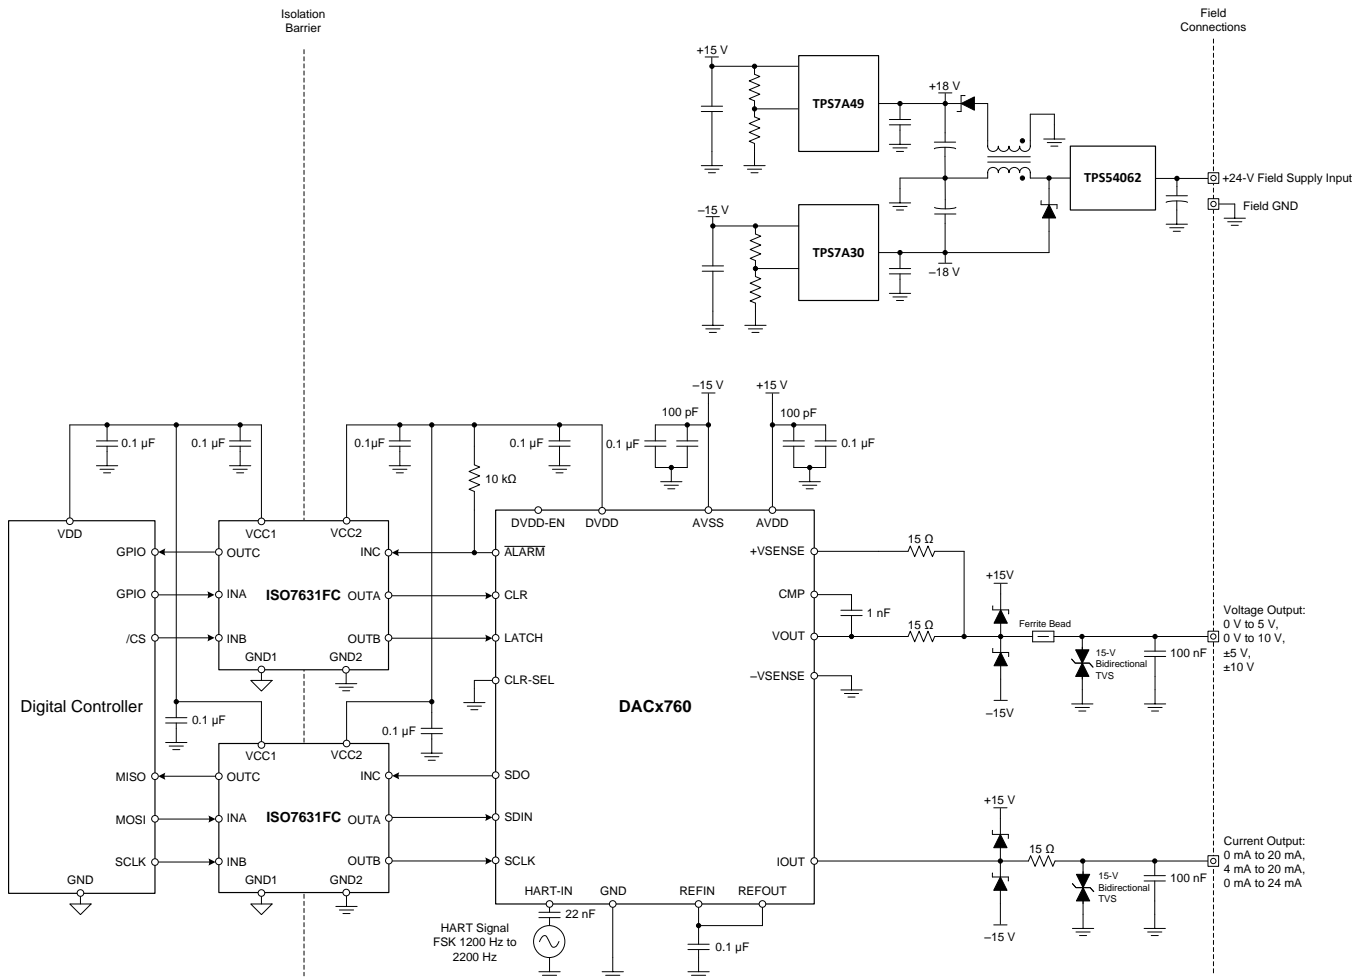 Isolation
Barrier
Field
Connections
+15 V
TPS7A49
+18 V
TPS54062
+24-V Field Supply Input
Field GND
–15 V
TPS7A30
–18 V
–15 V
+15 V
100 pF
100 pF
0.1 µF
0.1 µF
0.1µF
0.1 µF
0.1 µF
0.1 µF
10 kΩ
VDD
VCC1
VCC2
DVDD-EN
DVDD
AVSS
AVDD
GPIO
OUTC
INC
ALARM
+VSENSE
15 Ω
GPIO
INA
ISO7631FC
OUTA
CLR
CMP
1 nF
+15V
/CS
INB
OUTB
LATCH
VOUT
15 Ω
Ferrite Bead
Voltage Output:
0 V to 5 V,
0 V to 10 V,
±5 V,
±10 V
GND1
GND2
CLR-SEL
–VSENSE
15-V
Bidirectional
TVS
100 nF
–15V
Digital Controller
DACx760
0.1 µF
0.1 µF
VCC1
VCC2
MISO
OUTC
INC
SDO
MOSI
INA
ISO7631FC
OUTA
SDIN
+15 V
SCLK
INB
OUTB
SCLK
IOUT
15 Ω
Current Output:
0 mA to 20 mA,
4 mA to 20 mA,
0 mA to 24 mA
GND
GND1
GND2
HART-IN
GND
REFIN
REFOUT
15-V
Bidirectional
TVS
100 nF
–15 V
22 nF
HART Signal
FSK 1200 Hz to
2200 Hz
0.1 µF